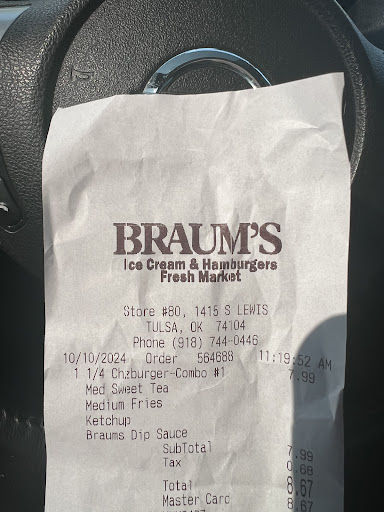 BRAUM'S
Ice Cream & Hamburgers
Fresh Market
Store #80, 1415 S LEWIS
TULSA, OK 74104
Phone (918) 744-0446
10/10/2024 Order 564688 11:19:52 AM
1 1/4 Chzburger-Combo #1 7.99
Med Sweet Tea
Medium Fries
Ketchup
Braums Dip Sauce
SubTotal 7.99
Tax 0.68
Total 8.67
Master Card 8.67